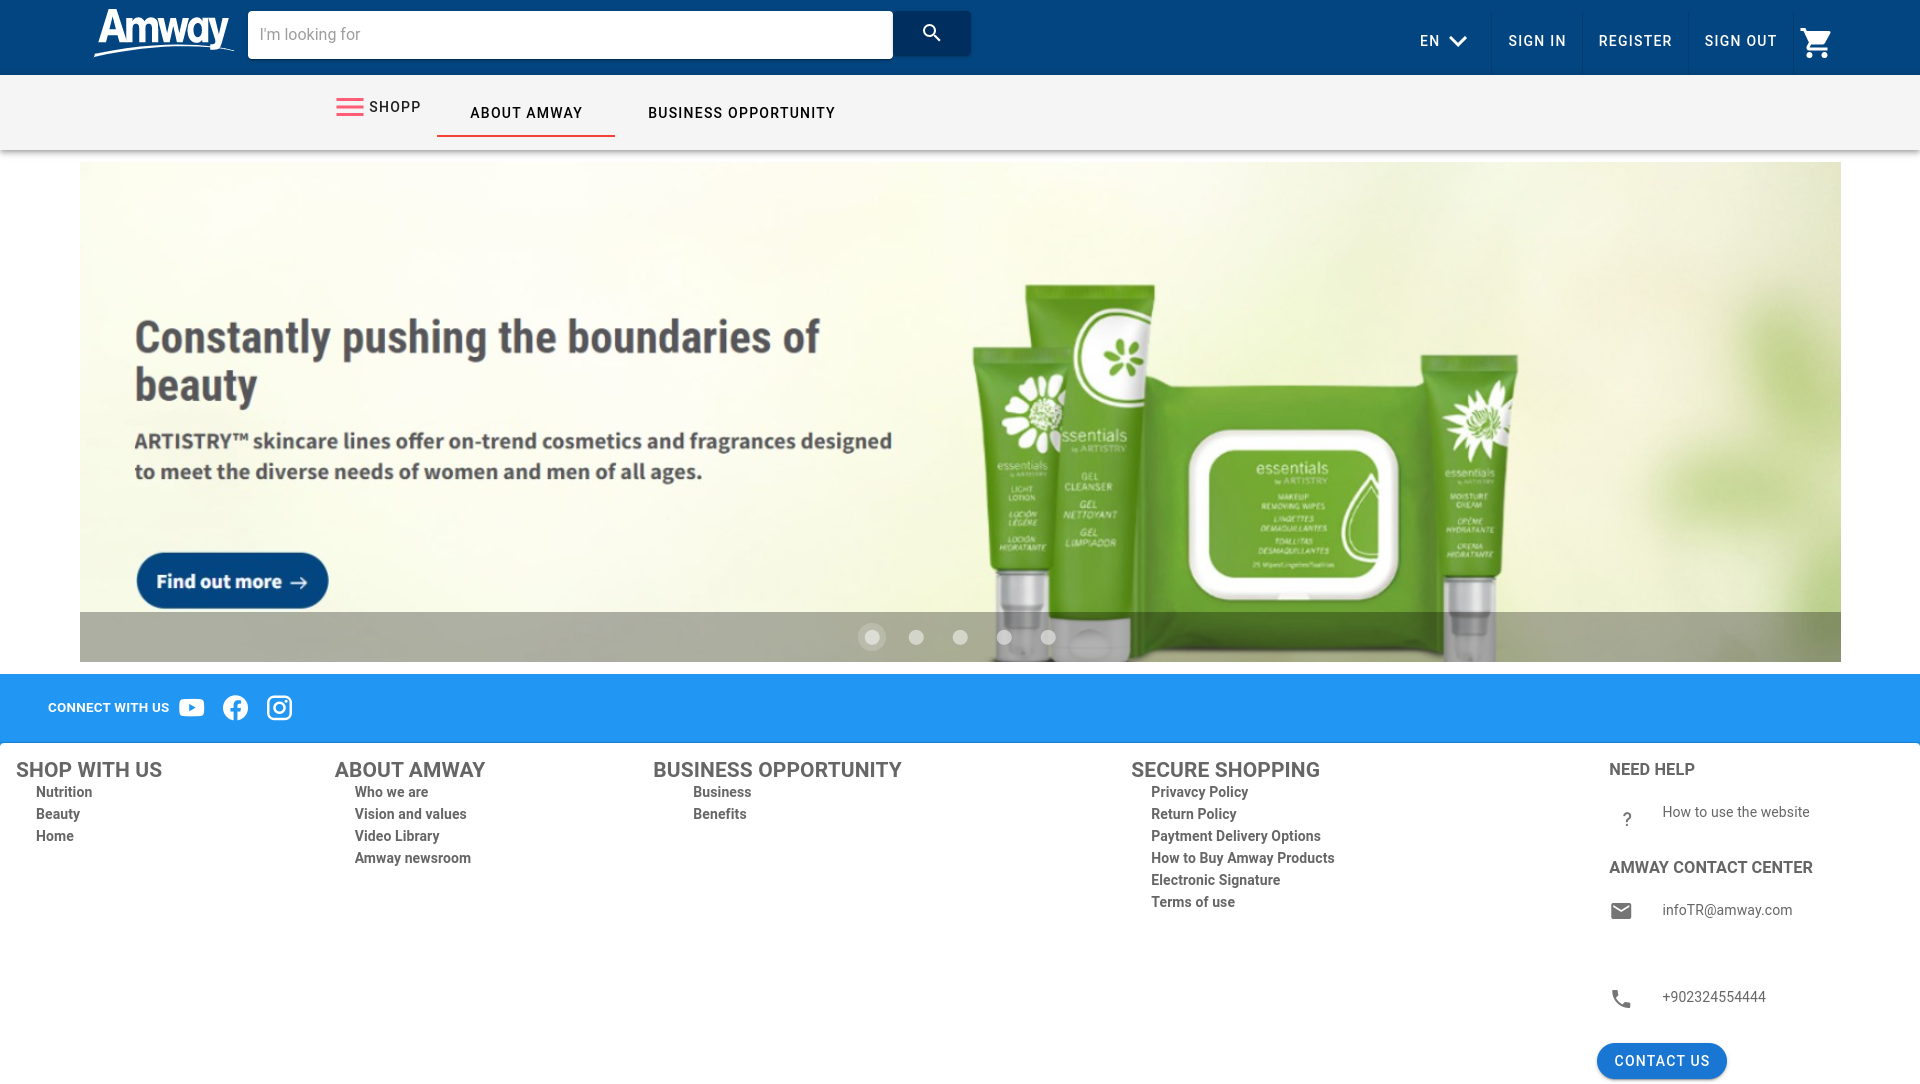 Amway
I'm looking for
EN
SIGN IN
REGISTER
SIGN OUT
SHOPP
ABOUT AMWAY
BUSINESS OPPORTUNITY
Constantly pushing the boundaries of
beauty
ARTISTRY™ skincare lines offer on-trend cosmetics and fragrances designed
to meet the diverse needs of women and men of all ages.
Find out more →
essentials
by ARTISTRY
LIGHT
LOTION
LOCIÓN
LÉGÈRE
LOCIÓN
HIDRATANTE
ssentials
by ARTISTRY
GEL
CLEANSER
GEL
NETTOYANT
GEL
LIMPIADOR
essentials
by ARTISTRY
MAKEUP
REMOVING WIPES
LINGETTES
DÉMAQUILLANTES
TOALLITAS
DESMAQUILLANTES
25 Wipes/Lingettes/Toallitas
essentials
by ARTISTRY
MOISTURE
CREAM
CRÈME
HYDRATANTE
CREMA
HIDRATANTE
CONNECT WITH US
SHOP WITH US
Nutrition
Beauty
Home
ABOUT AMWAY
Who we are
Vision and values
Video Library
Amway newsroom
BUSINESS OPPORTUNITY
Business
Benefits
SECURE SHOPPING
Privavcy Policy
Return Policy
Paytment Delivery Options
How to Buy Amway Products
Electronic Signature
Terms of use
NEED HELP
? How to use the website
AMWAY CONTACT CENTER
infoTR@amway.com
+902324554444
CONTACT US